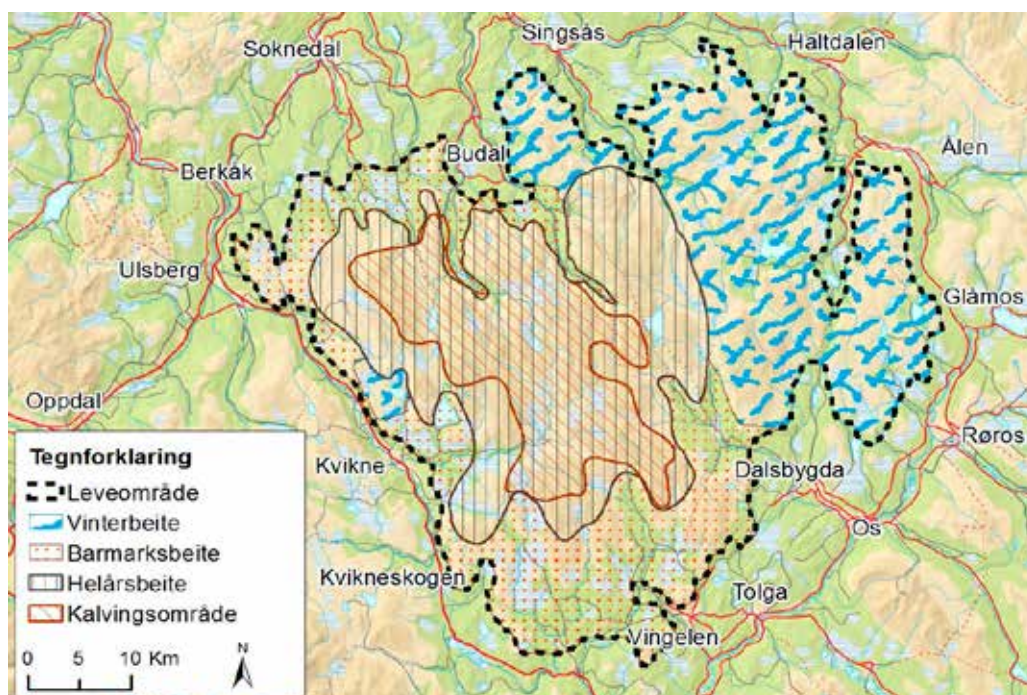 Singsås
Haltdalen
Soknedal
Budal
Ålen
Berkåk
Ulsberg
Glåmos
Oppdal
Røros
Kvikne
Dalsbygda
Os
Kvikneskogen
Tolga
Vingelen
Tegnforklaring
Leveområde
Vinterbeite
Barmarksbeite
Helårsbeite
Kalvingsområde
0 5 10 Km
N